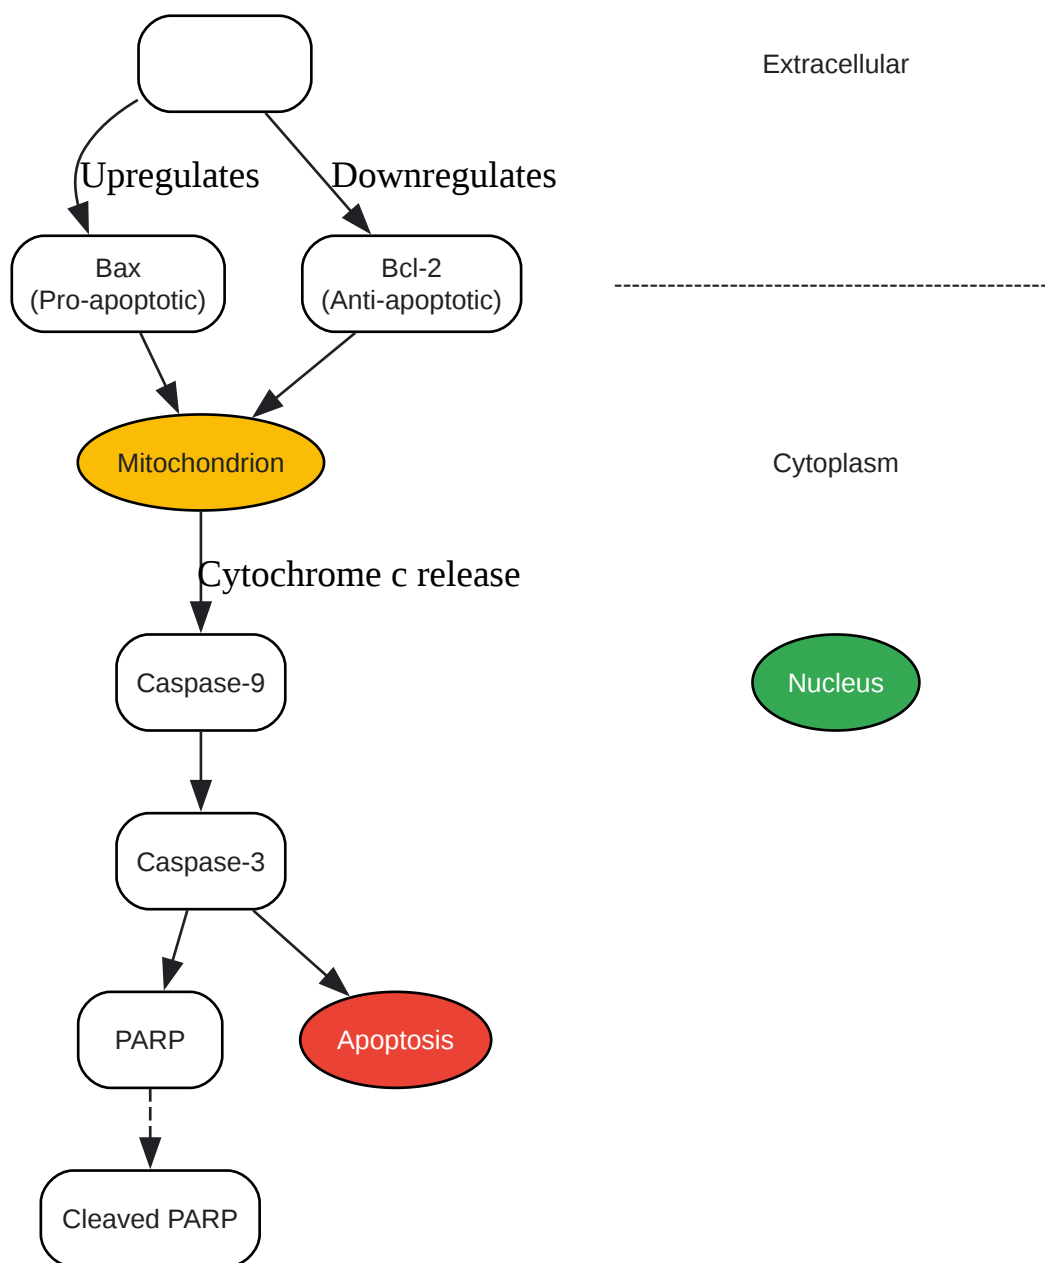 Extracellular
Upregulates
Downregulates
Bax
(Pro-apoptotic)
Bcl-2
(Anti-apoptotic)
Mitochondrion
Cytoplasm
Cytochrome c release
Caspase-9
Nucleus
Caspase-3
PARP
Apoptosis
Cleaved PARP